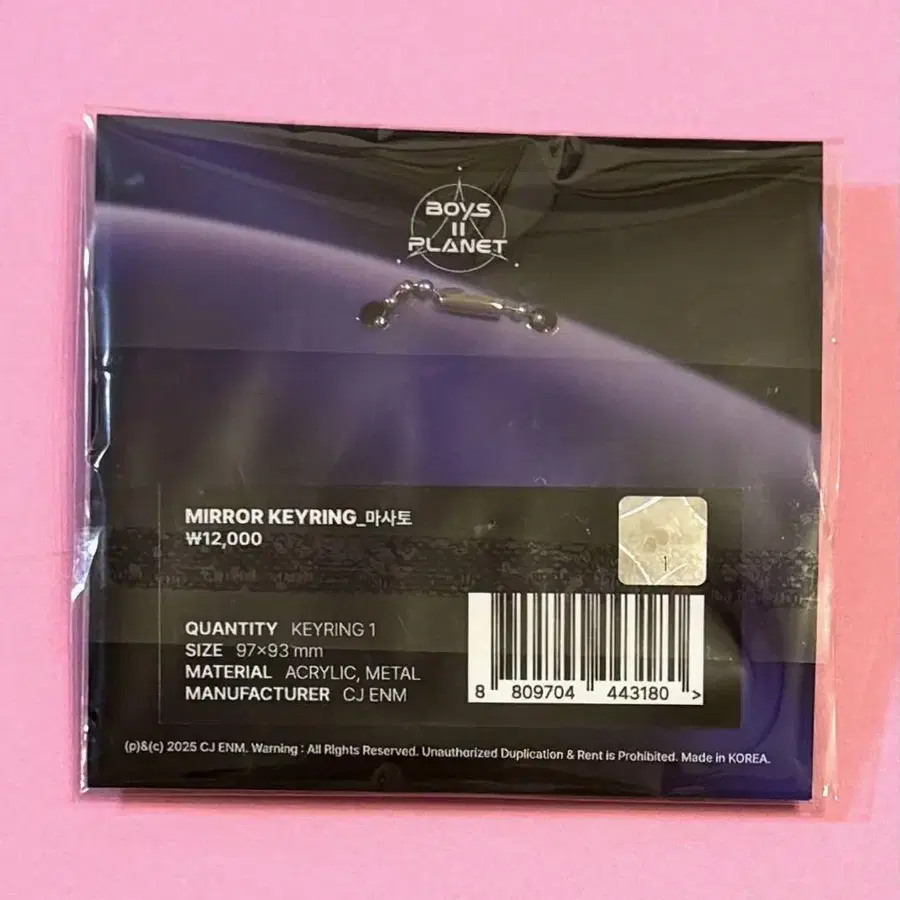 BOYS
II
PLANET
MIRROR KEYRING_마사토
₩12,000
QUANTITY KEYRING 1
SIZE 97×93 mm
MATERIAL ACRYLIC, METAL
MANUFACTURER CJ ENM
8 809704 443180 >
(p)&(c) 2025 CJ ENM. Warning : All Rights Reserved. Unauthorized Duplication & Rent is Prohibited. Made in KOREA.